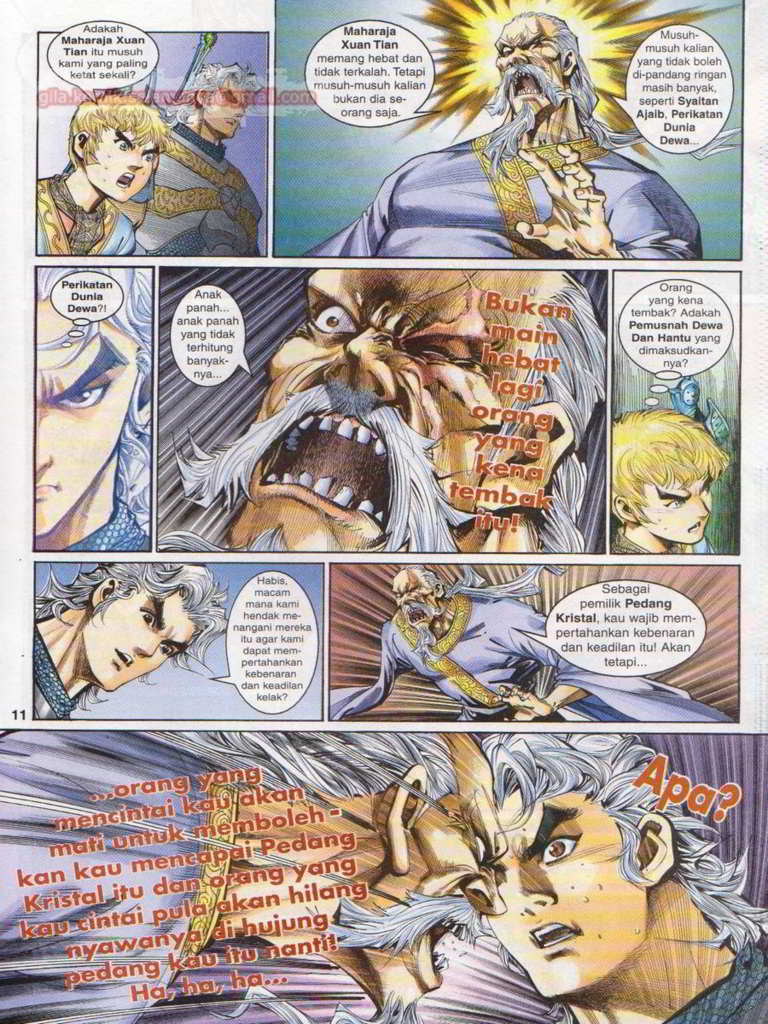 Adakah
Maharaja Xuan
Tian itu musuh
kami yang paling
ketat sekali?
Maharaja
Xuan Tian
memang hebat dan
tidak terkalah. Tetapi
musuh-musuh kalian
bukan dia se-
orang saja.
Musuh-
musuh kalian
yang tidak boleh
di-pandang ringan
masih banyak,
seperti Syaitan
Ajaib, Perikatan
Dunia
Dewa...
Perikatan
Dunia
Dewa?!
Anak
panah...
anak panah
yang tidak
terhitung
banyak-
nya...
Bukan
main
hebat
lagi
orang
yang
kena
tembak
itu!
Orang
yang kena
tembak? Adakah
Pemusnah Dewa
Dan Hantu yang
dimaksudkan-
nya?
Habis,
macam
mana kami
hendak me-
nangani mereka
itu agar kami
dapat mem-
pertahankan
kebenaran
dan keadilan
kelak?
Sebagai
pemilik Pedang
Kristal, kau wajib mem-
pertahankan kebenaran
dan keadilan itu! Akan
tetapi...
11
...orang yang
mencintai kau akan
mati untuk memboleh-
kan kau mencapai Pedang
Kristal itu dan orang yang
kau cintai pula akan hilang
nyawanya di hujung
pedang kau itu nanti!
Ha, ha, ha...
Apa?